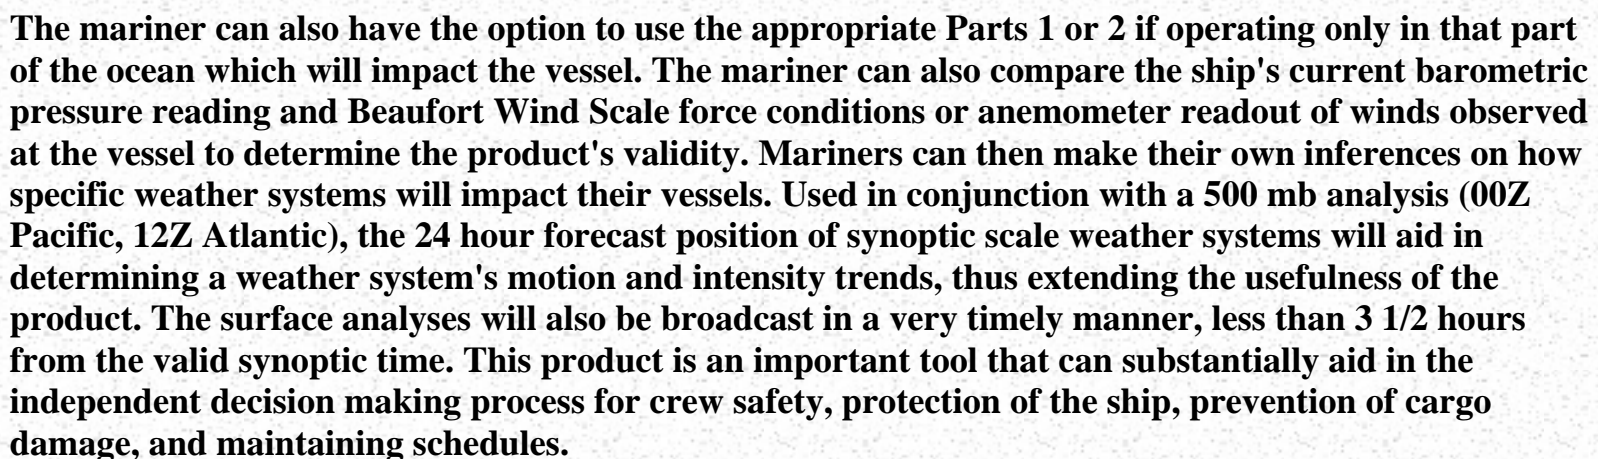 The mariner can also have the option to use the appropriate Parts 1 or 2 if operating only in that part
of the ocean which will impact the vessel. The mariner can also compare the ship's current barometric
pressure reading and Beaufort Wind Scale force conditions or anemometer readout of winds observed
at the vessel to determine the product's validity. Mariners can then make their own inferences on how
specific weather systems will impact their vessels. Used in conjunction with a 500 mb analysis (00Z
Pacific, 12Z Atlantic), the 24 hour forecast position of synoptic scale weather systems will aid in
determining a weather system's motion and intensity trends, thus extending the usefulness of the
product. The surface analyses will also be broadcast in a very timely manner, less than 3 1/2 hours
from the valid synoptic time. This product is an important tool that can substantially aid in the
independent decision making process for crew safety, protection of the ship, prevention of cargo
damage, and maintaining schedules.